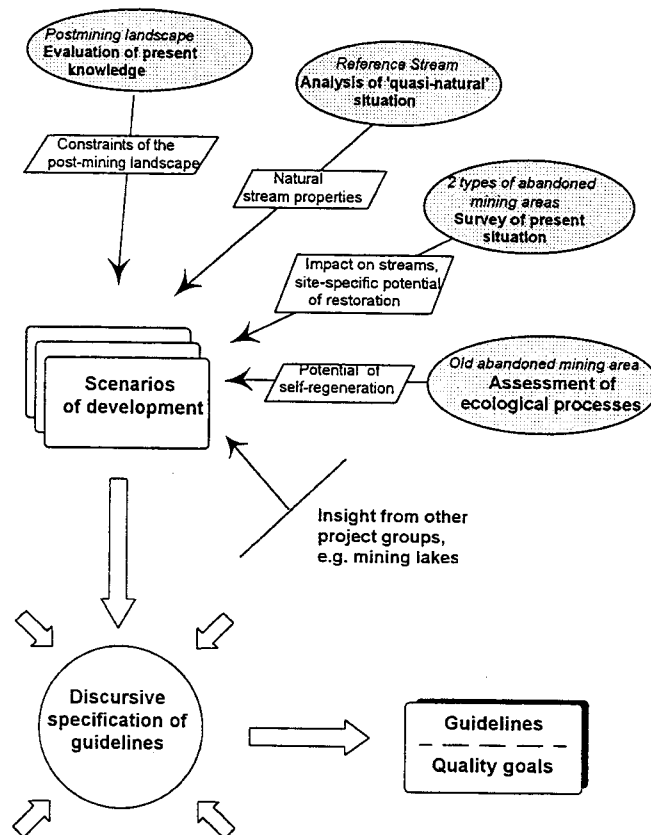 Postmining landscape
Evaluation of present
knowledge
Reference Stream
Analysis of 'quasi-natural'
situation
Constraints of the
post-mining landscape
Natural
stream properties
2 types of abandoned
mining areas
Survey of present
situation
Impact on streams,
site-specific potential
of restoration
Scenarios
of development
Potential of
self-regeneration
Old abandoned mining area
Assessment of
ecological processes
Insight from other
project groups,
e.g. mining lakes
Discursive
specification of
guidelines
Guidelines
Quality goals